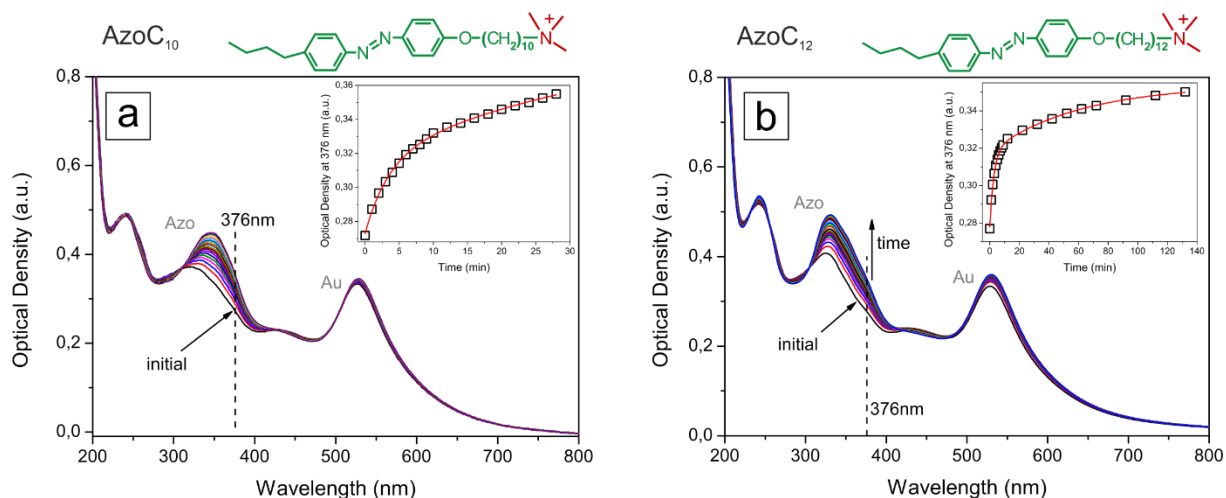 AzoC₁₀
N
N
O
(CH₂)
10
N
+
a
0,8
0,6
0,4
0,2
0,0
Optical Density (a.u.)
200 300 400 500 600 700 800
Wavelength (nm)
Azo
376nm
initial
Au
0,36
0,34
0,32
0,30
0,28
Optical Density at 376 nm (a.u.)
0 5 10 15 20 25 30
Time (min)
AzoC₁₂
N
N
O
(CH₂)
12
N
+
b
0,8
0,6
0,4
0,2
0,0
Optical Density (a.u.)
200 300 400 500 600 700 800
Wavelength (nm)
Azo
time
initial
376nm
Au
0,36
0,34
0,32
0,30
0,28
Optical Density at 376 nm (a.u.)
0 20 40 60 80 100 120 140
Time (min)